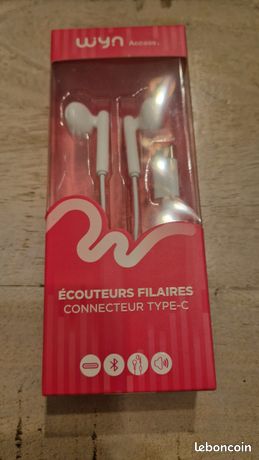 wyn Access.
ÉCOUTEURS FILAIRES
CONNECTEUR TYPE-C
leboncoin